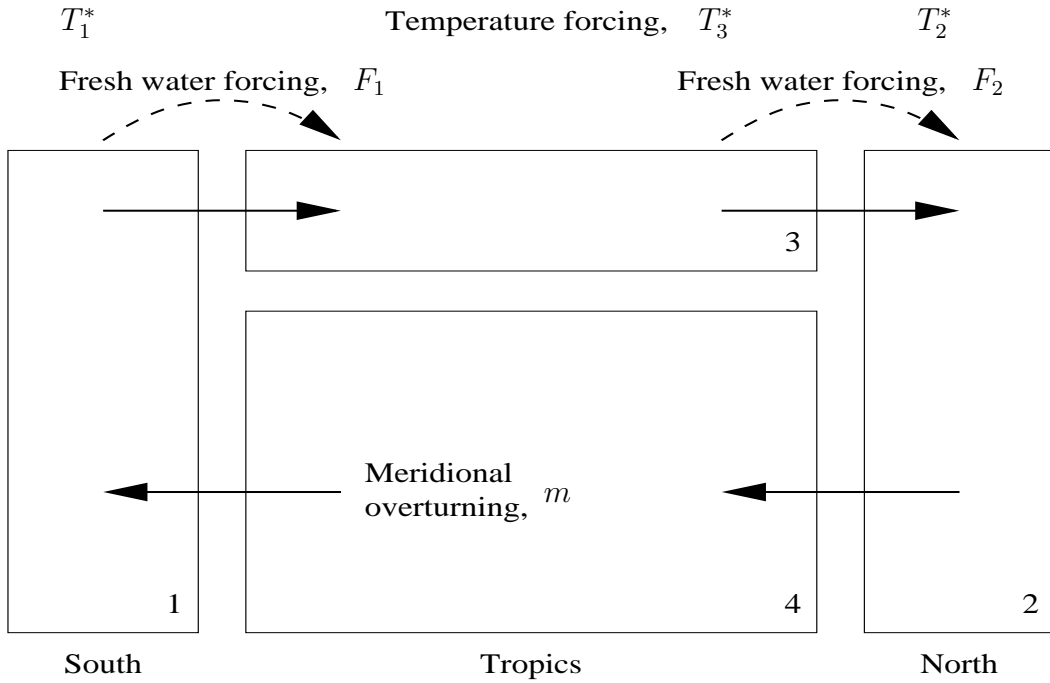 T₁* Temperature forcing, T₃* T₂*
Fresh water forcing, F₁ Fresh water forcing, F₂
3
Meridional
overturning, m
1 4 2
South Tropics North